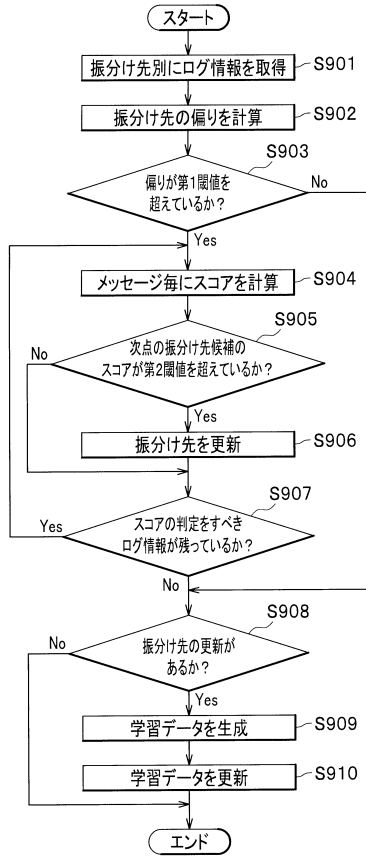 スタート
振分け先別にログ情報を取得
S901
振分け先の偏りを計算
S902
S903
偏りが第1閾値を
超えているか?
No
Yes
メッセージ毎にスコアを計算
S904
S905
次点の振分け先候補の
スコアが第2閾値を超えているか?
No
Yes
振分け先を更新
S906
S907
スコアの判定をすべき
ログ情報が残っているか?
Yes
No
S908
振分け先の更新が
あるか?
No
Yes
学習データを生成
S909
学習データを更新
S910
エンド